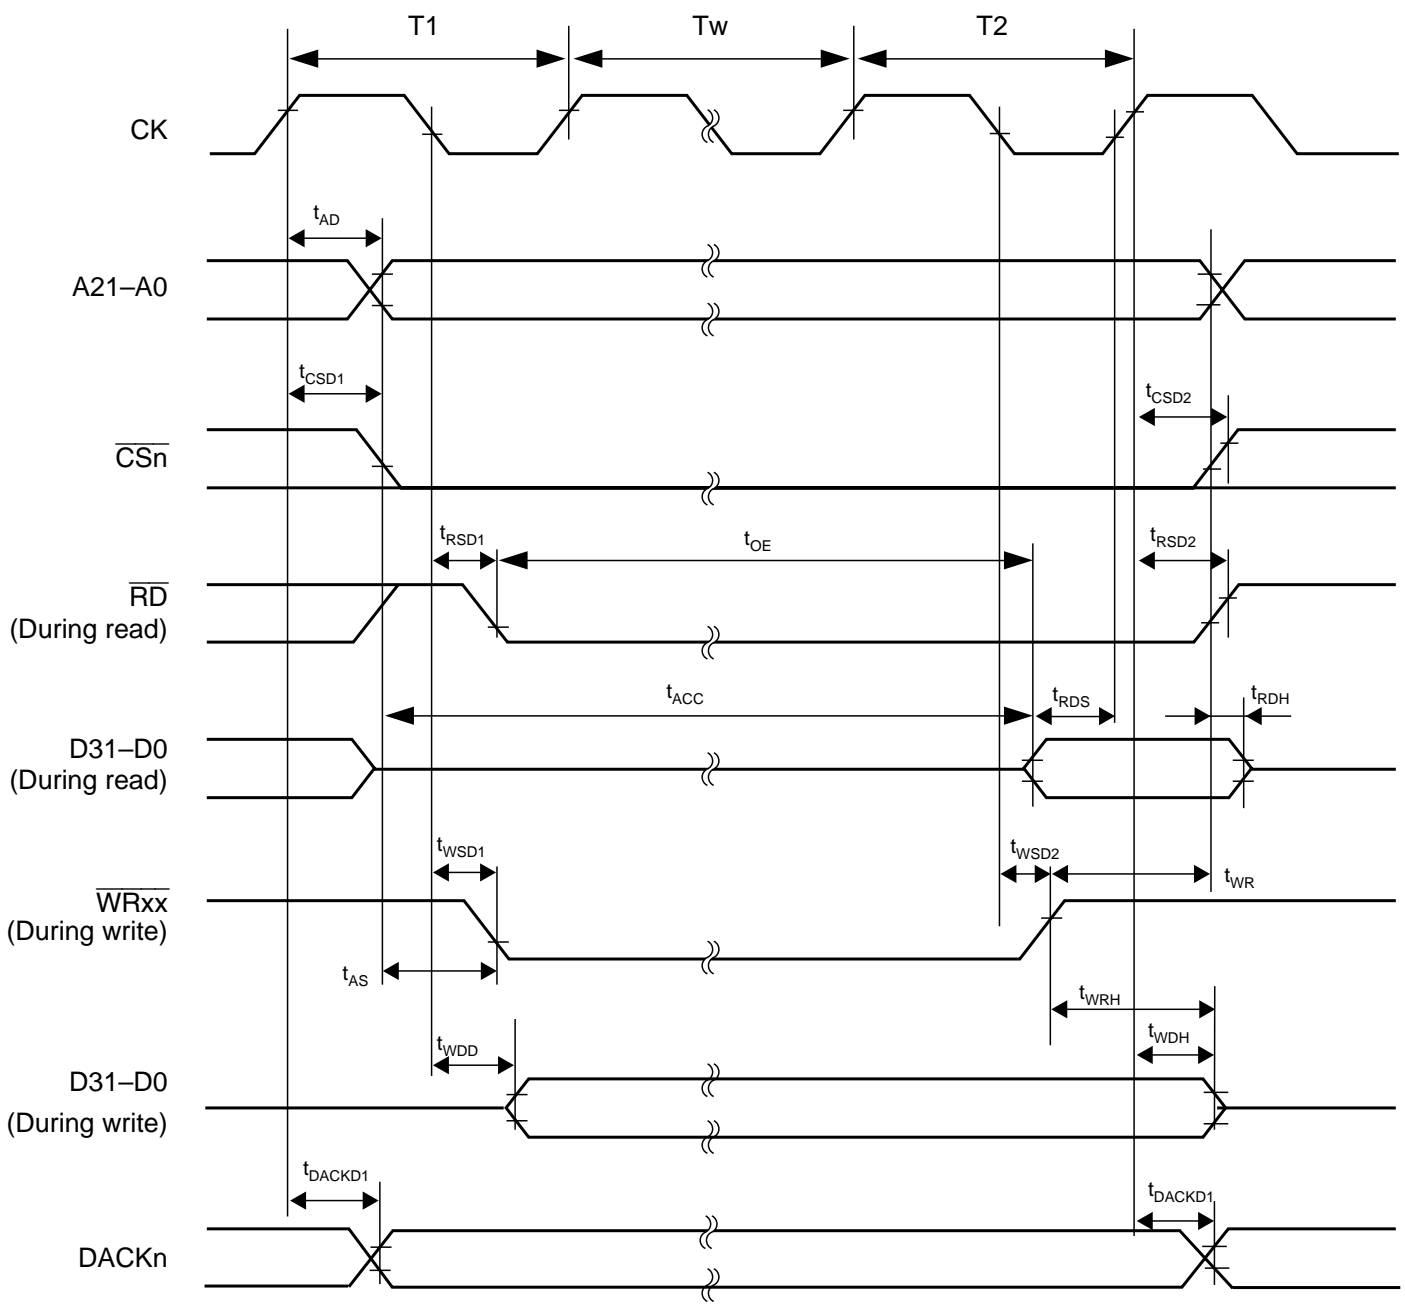 T1 Tw T2
CK
tAD
A21–A0
tCSD1
tCSD2
CSn
tRSD1 tOE tRSD2
RD
(During read)
tACC tRDS tRDH
D31–D0
(During read)
tWSD1 tWSD2
tWR
WRxx
(During write)
tAS
tWRH
tWDD tWDH
D31–D0
(During write)
tDACKD1 tDACKD1
DACKn